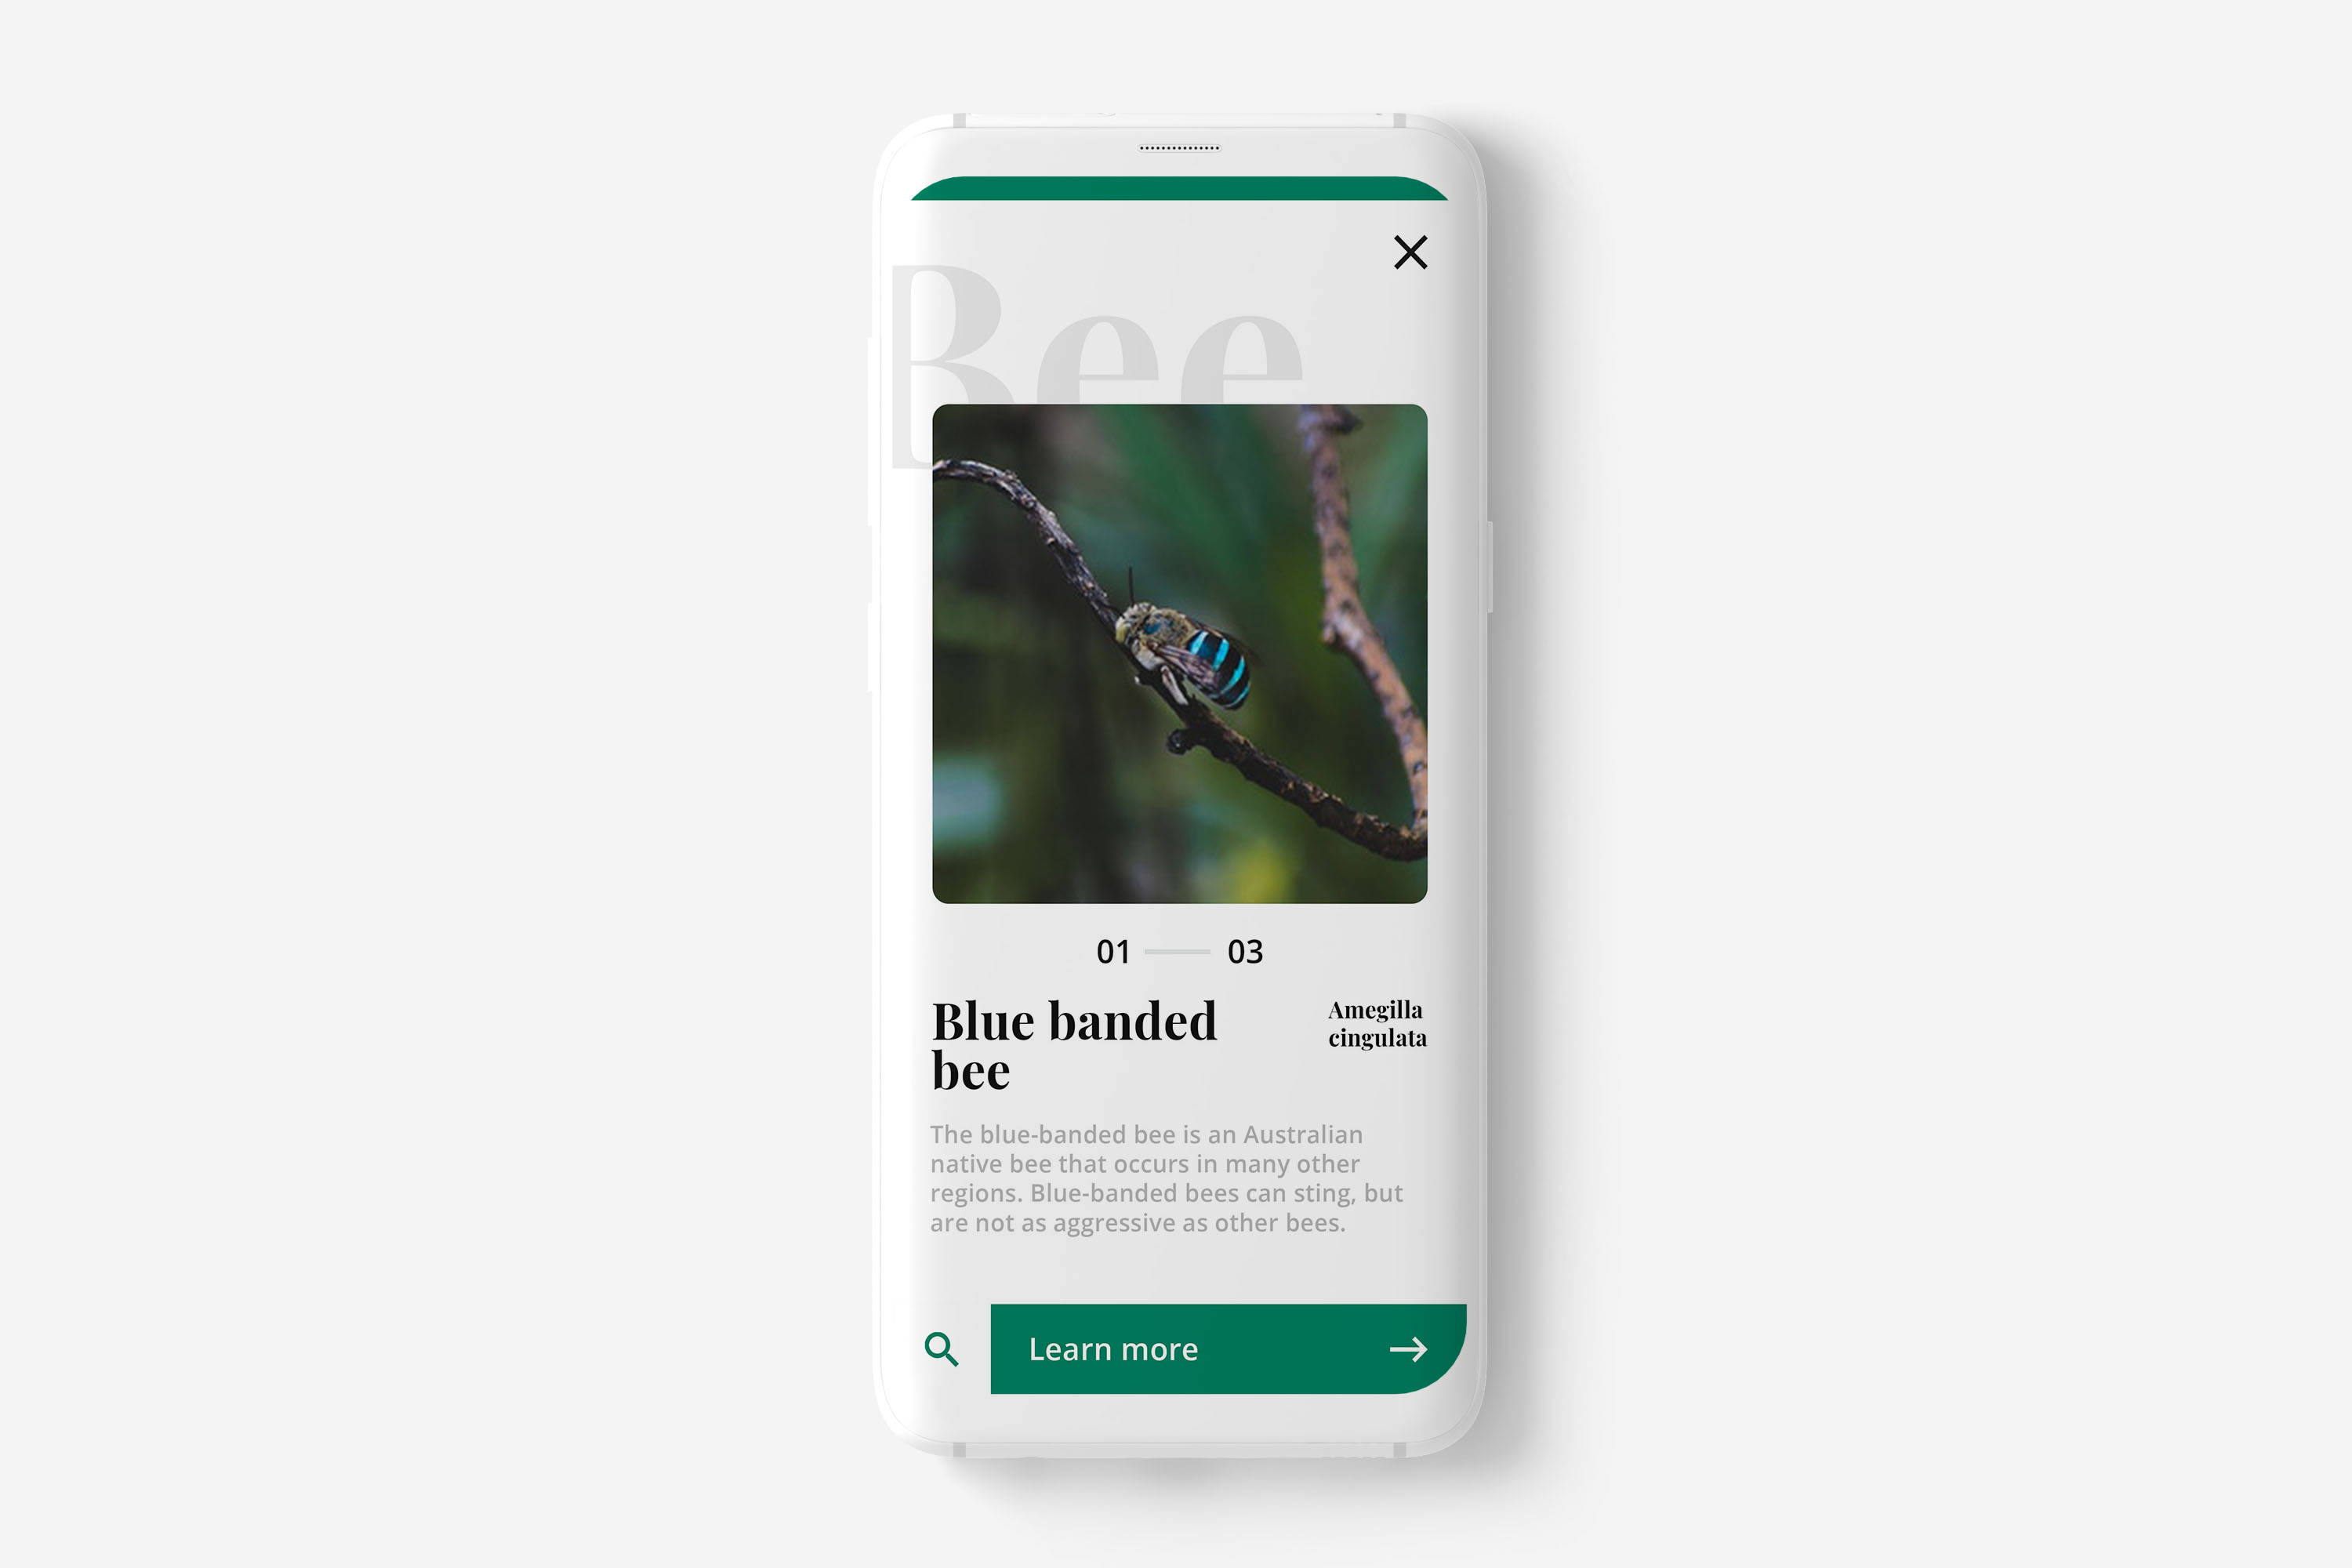 Bee
01 03
Blue banded
bee
Amegilla
cingulata
The blue-banded bee is an Australian
native bee that occurs in many other
regions. Blue-banded bees can sting, but
are not as aggressive as other bees.
Learn more